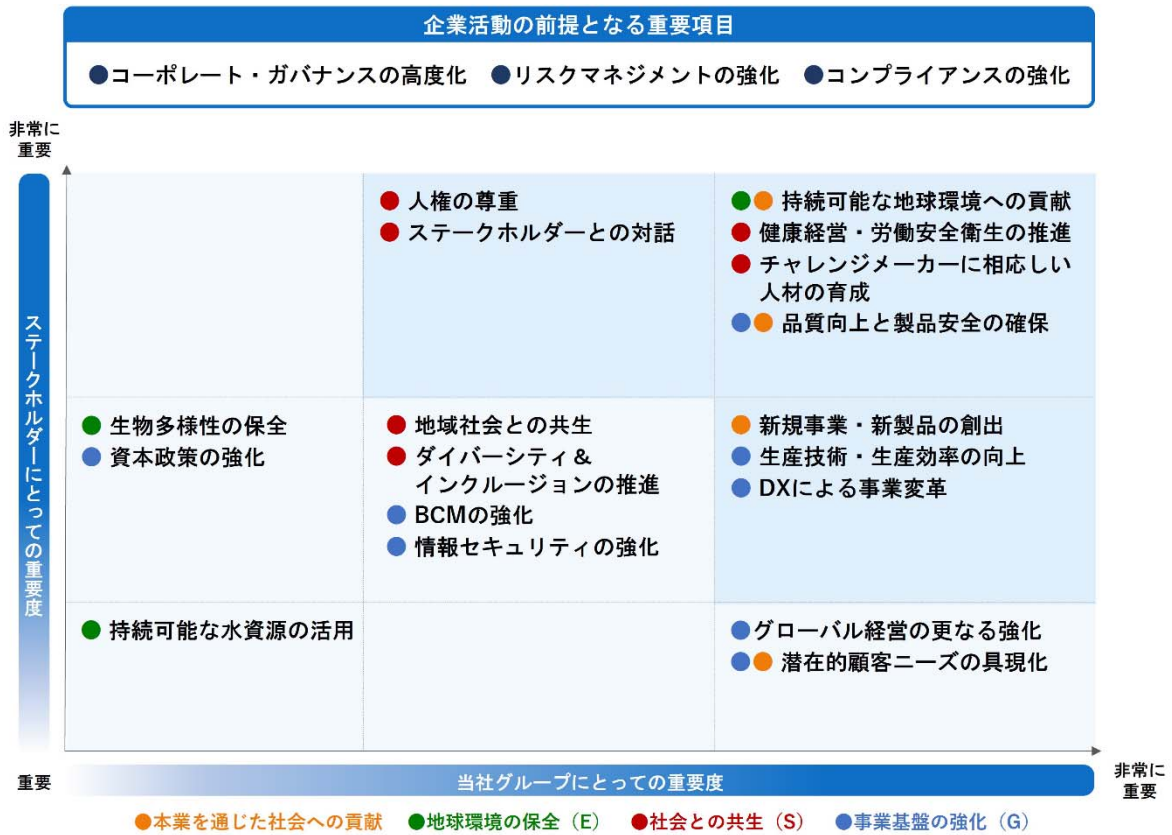 企業活動の前提となる重要項目
●コーポレート・ガバナンスの高度化 ●リスクマネジメントの強化 ●コンプライアンスの強化
非常に
重要
ステークホルダーにとっての重要度
● 人権の尊重
● ステークホルダーとの対話
●● 持続可能な地球環境への貢献
● 健康経営・労働安全衛生の推進
● チャレンジメーカーに相応しい
人材の育成
●● 品質向上と製品安全の確保
● 生物多様性の保全
● 資本政策の強化
● 地域社会との共生
● ダイバーシティ&
インクルージョンの推進
● BCMの強化
● 情報セキュリティの強化
● 新規事業・新製品の創出
● 生産技術・生産効率の向上
● DXによる事業変革
● 持続可能な水資源の活用
●グローバル経営の更なる強化
●● 潜在的顧客ニーズの具現化
重要
当社グループにとっての重要度
非常に
重要
●本業を通じた社会への貢献 ●地球環境の保全(E) ●社会との共生(S) ●事業基盤の強化(G)